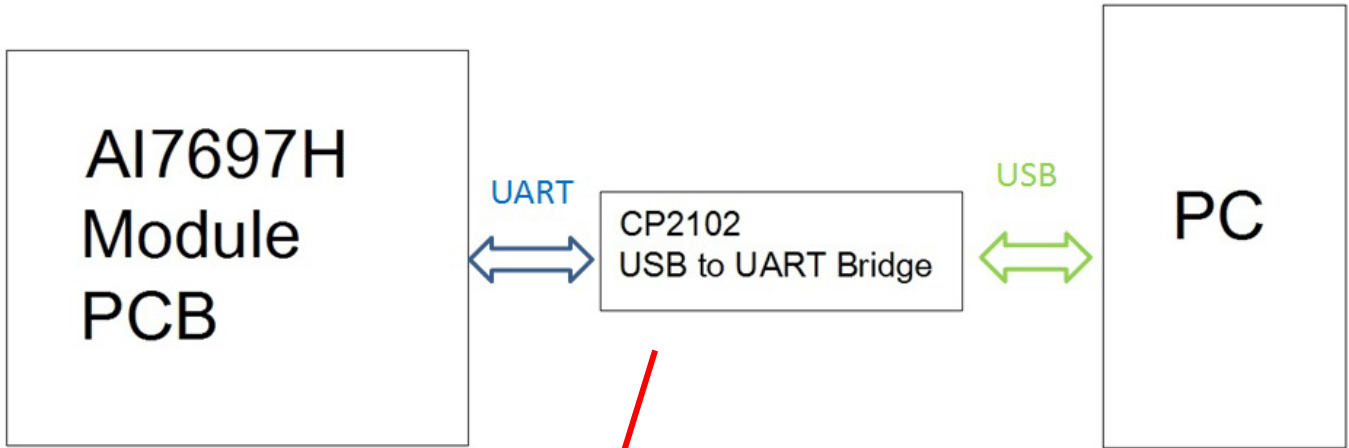 AI7697H
Module
PCB
UART
CP2102
USB to UART Bridge
USB
PC